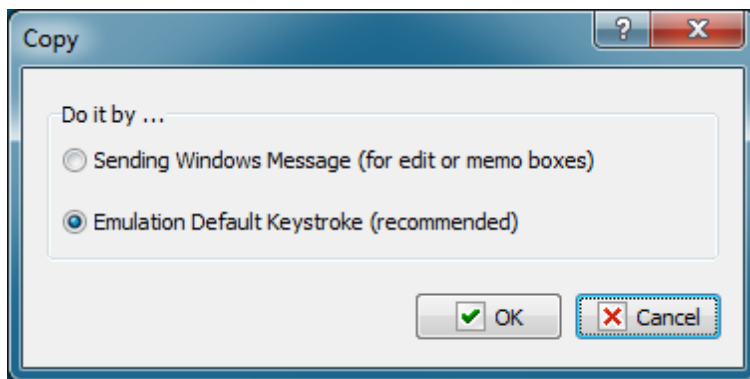 Copy
Do it by ...
Sending Windows Message (for edit or memo boxes)
Emulation Default Keystroke (recommended)
OK
Cancel